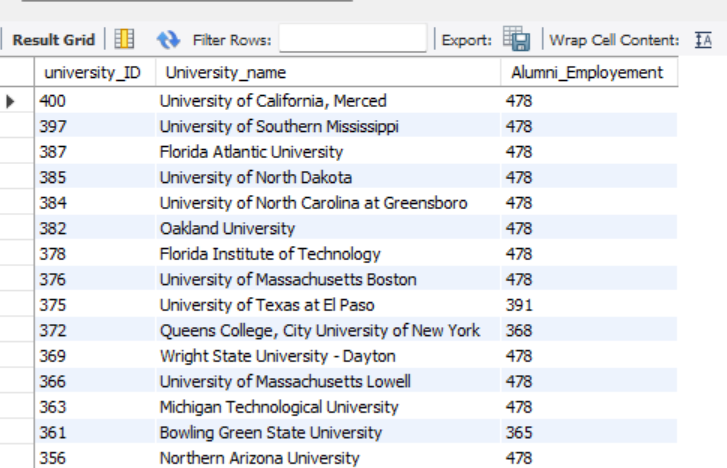 Result Grid Filter Rows: Export: Wrap Cell Content:
university_ID University_name Alumni_Employement
400 University of California, Merced 478
397 University of Southern Mississippi 478
387 Florida Atlantic University 478
385 University of North Dakota 478
384 University of North Carolina at Greensboro 478
382 Oakland University 478
378 Florida Institute of Technology 478
376 University of Massachusetts Boston 478
375 University of Texas at El Paso 391
372 Queens College, City University of New York 368
369 Wright State University - Dayton 478
366 University of Massachusetts Lowell 478
363 Michigan Technological University 478
361 Bowling Green State University 365
356 Northern Arizona University 478